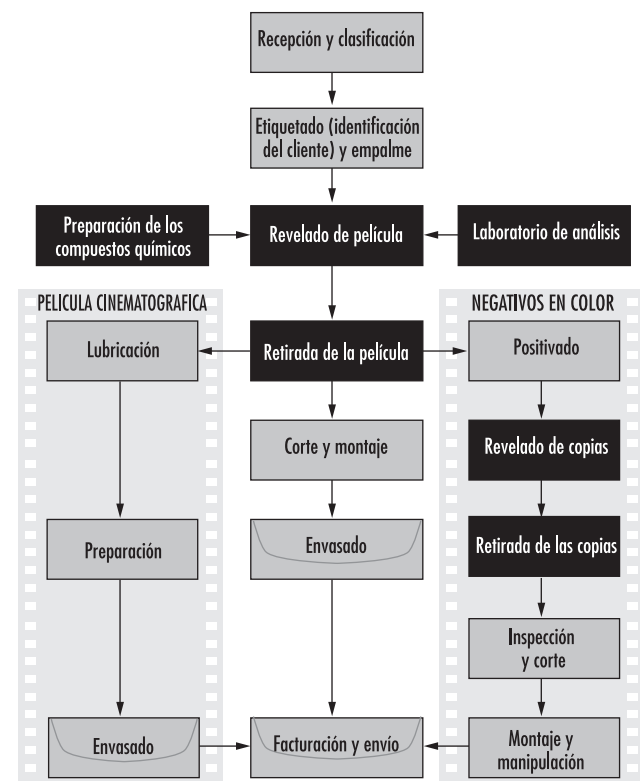 Recepción y clasificación
Etiquetado (identificación
del cliente) y empalme
Preparación de los
compuestos químicos
Revelado de película
Laboratorio de análisis
PELICULA CINEMATOGRAFICA
NEGATIVOS EN COLOR
Lubricación
Retirada de la película
Positivado
Corte y montaje
Revelado de copias
Preparación
Envasado
Retirada de las copias
Inspección
y corte
Envasado
Facturación y envío
Montaje y
manipulación